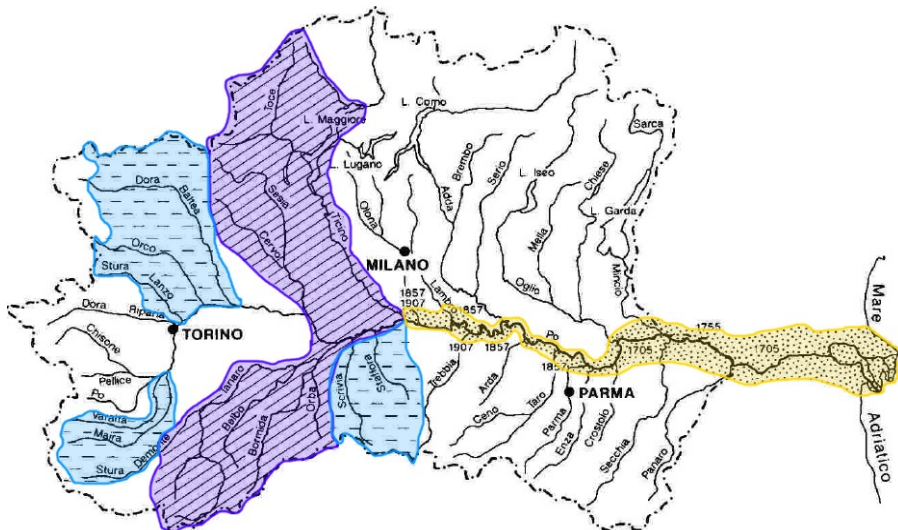 Toce
L. Maggiore
L. Como
L. Lugano
Sarca
Dora
Baltea
Sesia
Cervo
Ticino
Olona
Adda
Brembo
Serio
L. Iseo
Mella
Chiese
L. Garda
Mincio
Oglio
Orco
Stura
Lanzo
MILANO
Lamb
1857
1907
1857
Dora
Riparia
TORINO
Chisone
Pellice
Po
Varaita
Maira
Stura
Demonte
Tanaro
Belbo
Bormida
Orba
Scrivia
Staffora
1907
1857
Po
1705
1755
1705
Trebbia
Arda
Ceno
Taro
PARMA
Parma
Enza
Crostolo
Secchia
Panaro
Mare
Adriatico